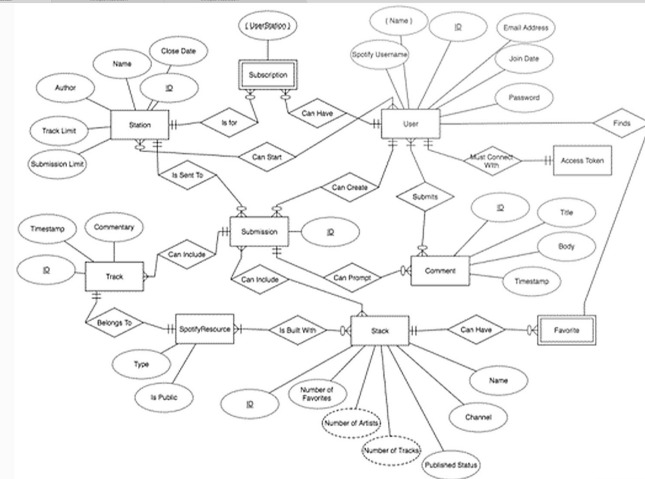 ( UserStation )
( Name )
ID
Email Address
Close Date
Spotify Username
Join Date
Name
Subscription
Author
ID
Password
Station
Is for
Can Have
User
Finds
Track Limit
Submission Limit
Can Start
Must Connect
With
Access Token
Is Sent To
Can Create
Submits
ID
Title
Timestamp
Commentary
Submission
ID
Body
Can Include
ID
Track
Can Include
Can Prompt
Comment
Timestamp
Belongs To
SpotifyResource
Is Built With
Stack
Can Have
Favorite
Type
Is Public
ID
Number of
Favorites
Name
Number of Artists
Channel
Number of Tracks
Published Status